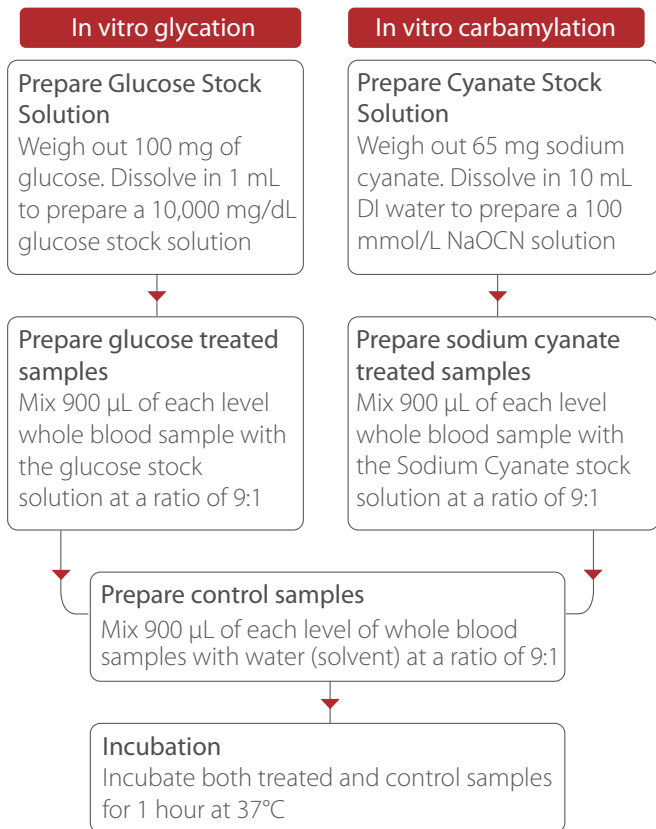 In vitro glycation
Prepare Glucose Stock
Solution
Weigh out 100 mg of
glucose. Dissolve in 1 mL
to prepare a 10,000 mg/dL
glucose stock solution
In vitro carbamylation
Prepare Cyanate Stock
Solution
Weigh out 65 mg sodium
cyanate. Dissolve in 10 mL
DI water to prepare a 100
mmol/L NaOCN solution
Prepare glucose treated
samples
Mix 900 µL of each level
whole blood sample with
the glucose stock
solution at a ratio of 9:1
Prepare sodium cyanate
treated samples
Mix 900 µL of each level
whole blood sample with
the Sodium Cyanate stock
solution at a ratio of 9:1
Prepare control samples
Mix 900 µL of each level of whole blood
samples with water (solvent) at a ratio of 9:1
Incubation
Incubate both treated and control samples
for 1 hour at 37°C